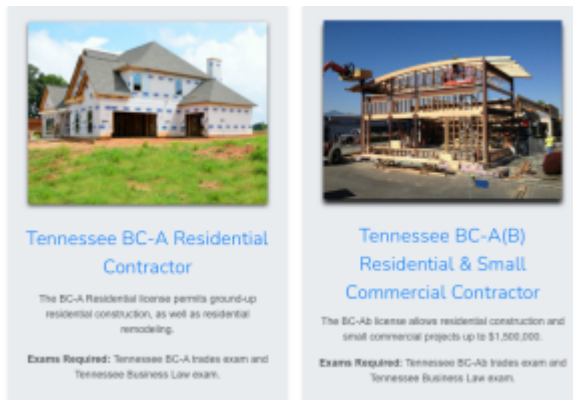 Tennessee BC-A Residential
Contractor
The BC-A Residential license permits ground-up
residential construction, as well as residential
remodeling.
Exams Required: Tennessee BC-A trades exam and
Tennessee Business Law exam.
Tennessee BC-A(B)
Residential & Small
Commercial Contractor
The BC-Ab license allows residential construction and
small commercial projects up to $1,500,000.
Exams Required: Tennessee BC-Ab trades exam and
Tennessee Business Law exam.